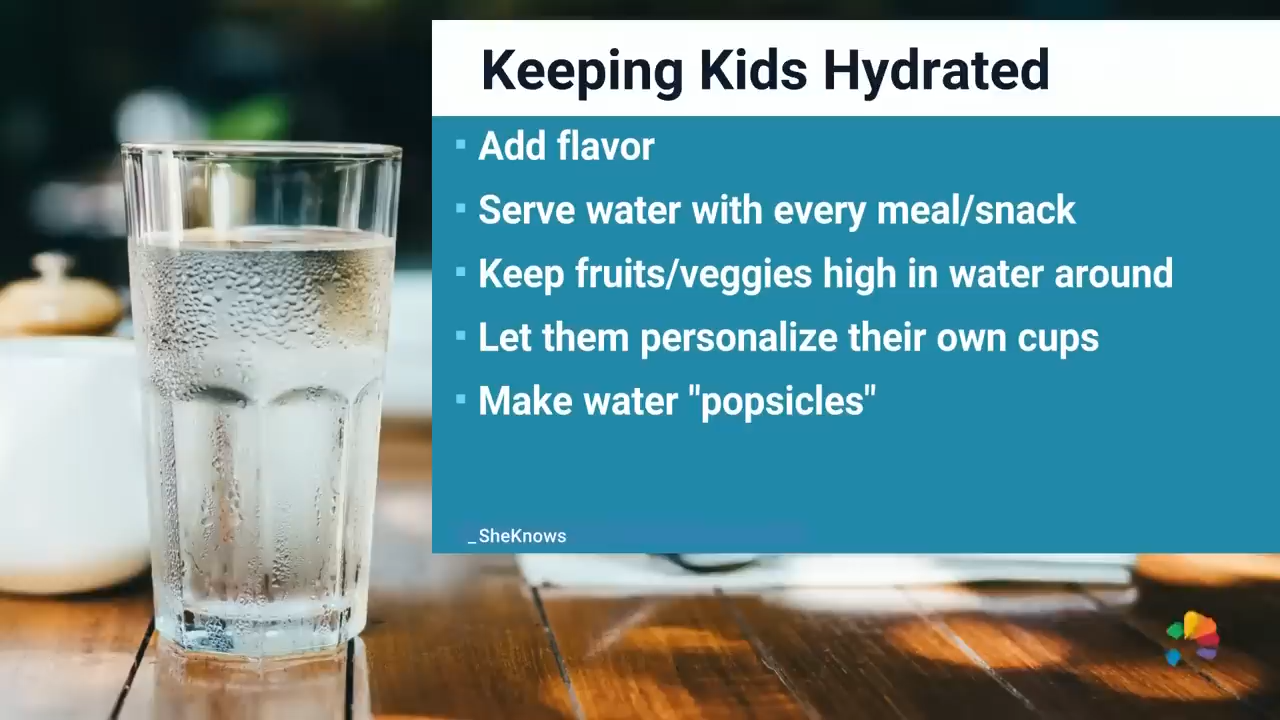 Keeping Kids Hydrated
▪ Add flavor
▪ Serve water with every meal/snack
▪ Keep fruits/veggies high in water around
▪ Let them personalize their own cups
▪ Make water "popsicles"
_SheKnows